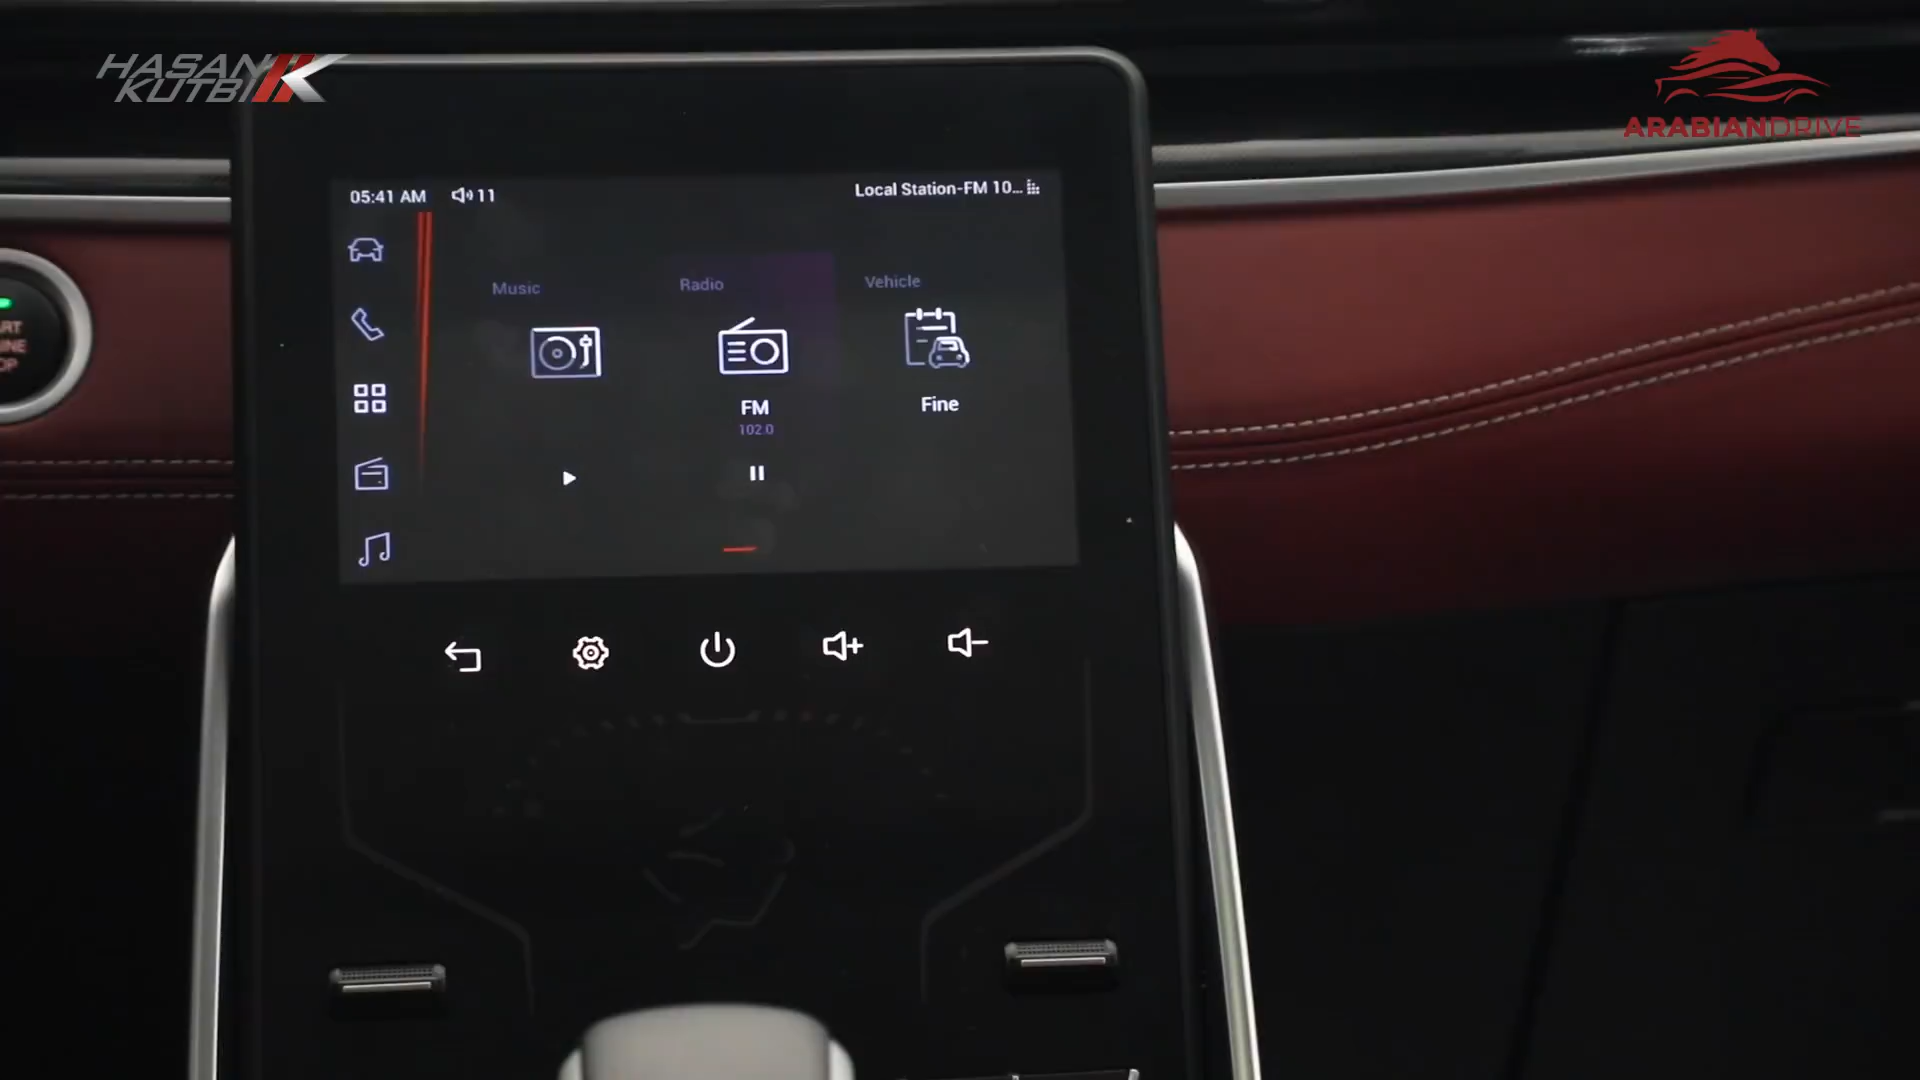 HASAN
KUTBI
ARABIANDRIVE
05:41 AM
11
Local Station-FM 10...
Music
Radio
Vehicle
FM
102.0
Fine